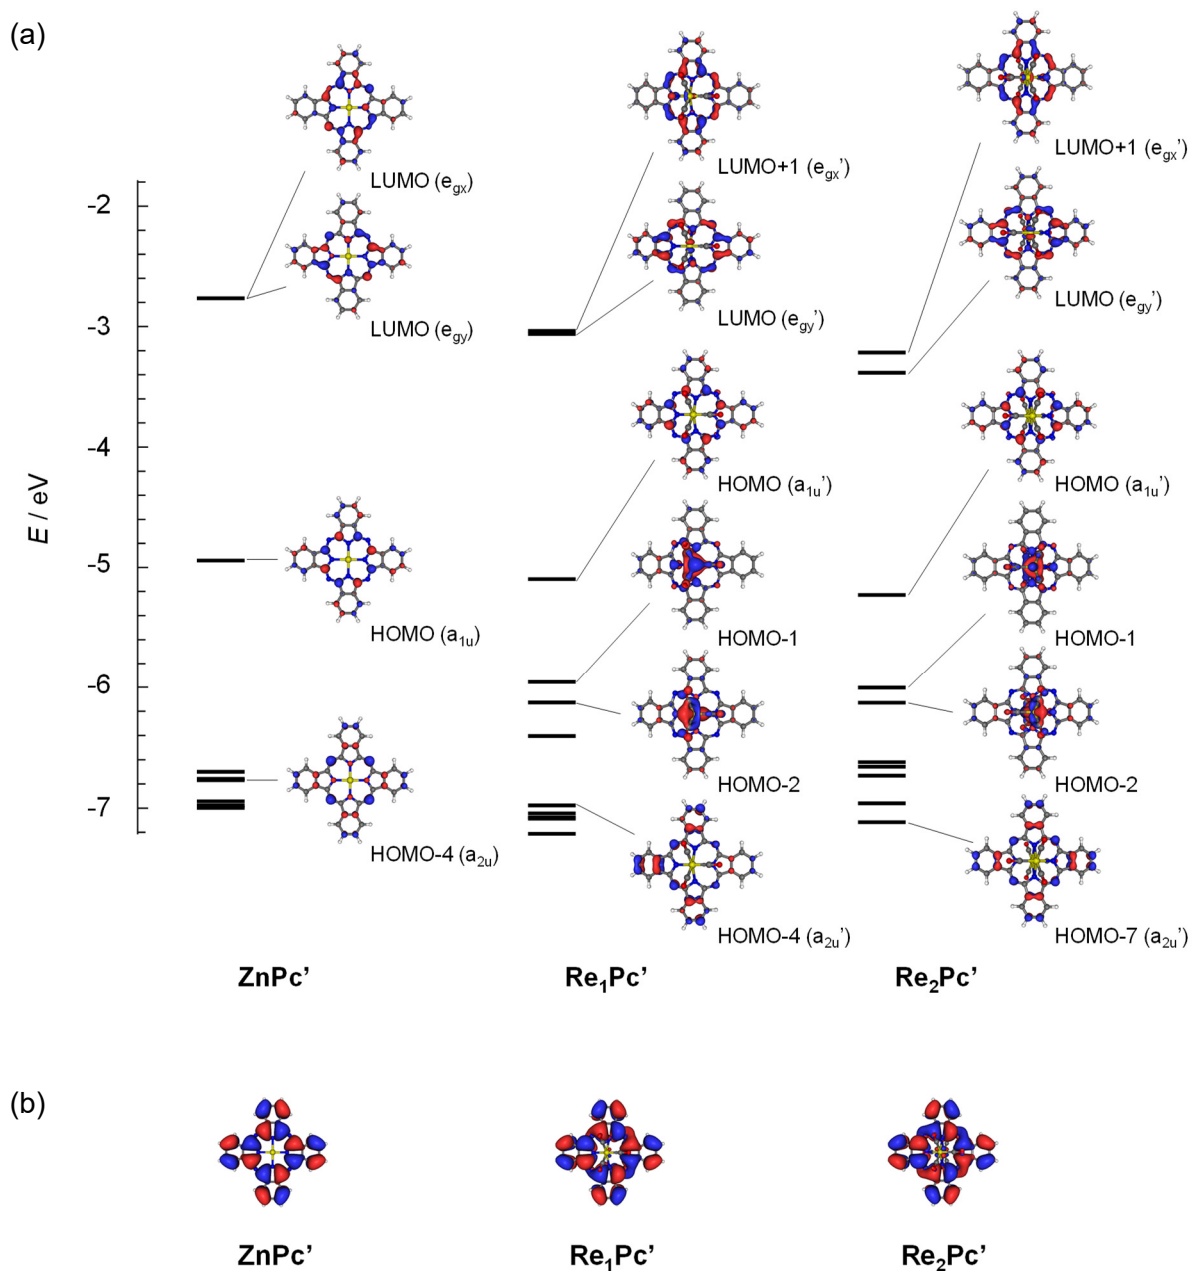 (a)
E / eV
-2
-3
-4
-5
-6
-7
LUMO (egx)
LUMO (egy)
HOMO (a1u)
HOMO-4 (a2u)
ZnPc’
LUMO+1 (egx’)
LUMO (egy’)
HOMO (a1u’)
HOMO-1
HOMO-2
HOMO-4 (a2u’)
Re1Pc’
LUMO+1 (egx’)
LUMO (egy’)
HOMO (a1u’)
HOMO-1
HOMO-2
HOMO-7 (a2u’)
Re2Pc’
(b)
ZnPc’
Re1Pc’
Re2Pc’